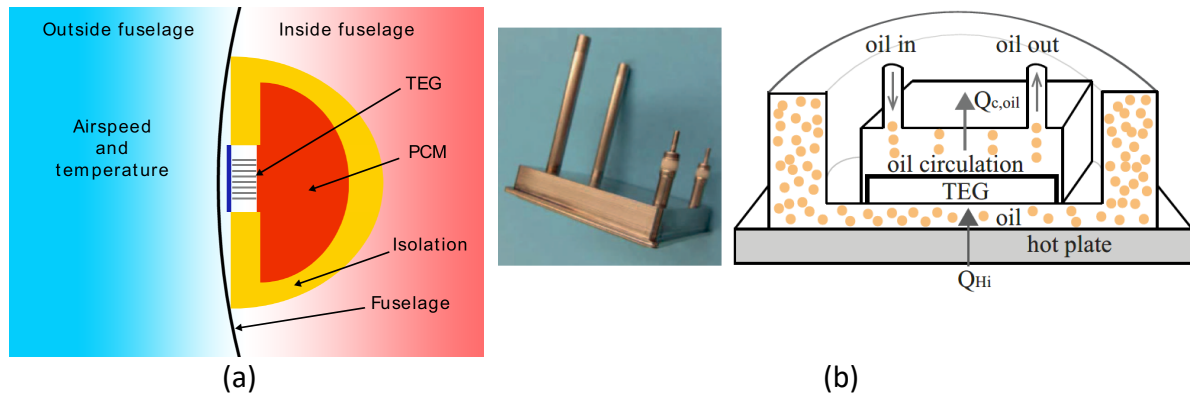 Outside fuselage
Inside fuselage
TEG
Airspeed
and
temperature
PCM
Isolation
Fuselage
(a)
oil in
oil out
Qc,oil
oil circulation
TEG
oil
hot plate
QHi
(b)